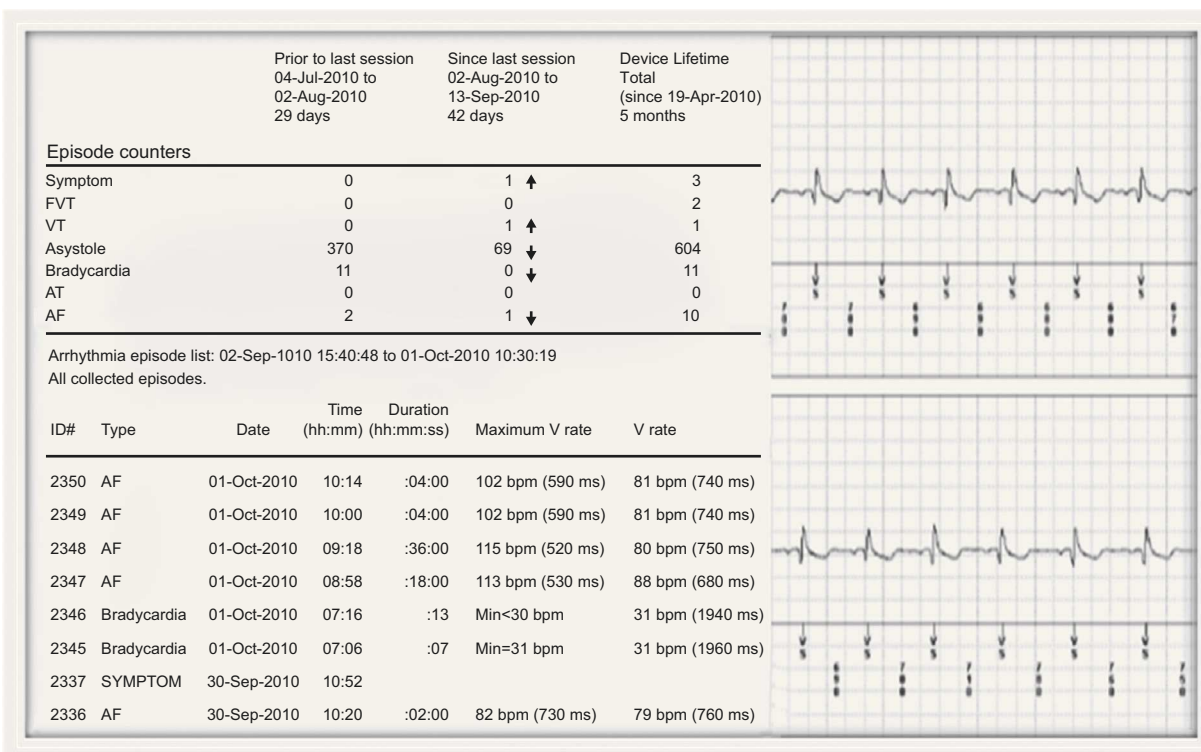 Prior to last session Since last session Device Lifetime
04-Jul-2010 to 02-Aug-2010 to Total
02-Aug-2010 13-Sep-2010 (since 19-Apr-2010)
29 days 42 days 5 months
Episode counters
Symptom 0 1 ↑ 3
FVT 0 0 2
VT 0 1 ↑ 1
Asystole 370 69 ↓ 604
Bradycardia 11 0 ↓ 11
AT 0 0 0
AF 2 1 ↓ 10
Arrhythmia episode list: 02-Sep-1010 15:40:48 to 01-Oct-2010 10:30:19
All collected episodes.
Time Duration
ID# Type Date (hh:mm) (hh:mm:ss) Maximum V rate V rate
2350 AF 01-Oct-2010 10:14 :04:00 102 bpm (590 ms) 81 bpm (740 ms)
2349 AF 01-Oct-2010 10:00 :04:00 102 bpm (590 ms) 81 bpm (740 ms)
2348 AF 01-Oct-2010 09:18 :36:00 115 bpm (520 ms) 80 bpm (750 ms)
2347 AF 01-Oct-2010 08:58 :18:00 113 bpm (530 ms) 88 bpm (680 ms)
2346 Bradycardia 01-Oct-2010 07:16 :13 Min<30 bpm 31 bpm (1940 ms)
2345 Bradycardia 01-Oct-2010 07:06 :07 Min=31 bpm 31 bpm (1960 ms)
2337 SYMPTOM 30-Sep-2010 10:52
2336 AF 30-Sep-2010 10:20 :02:00 82 bpm (730 ms) 79 bpm (760 ms)